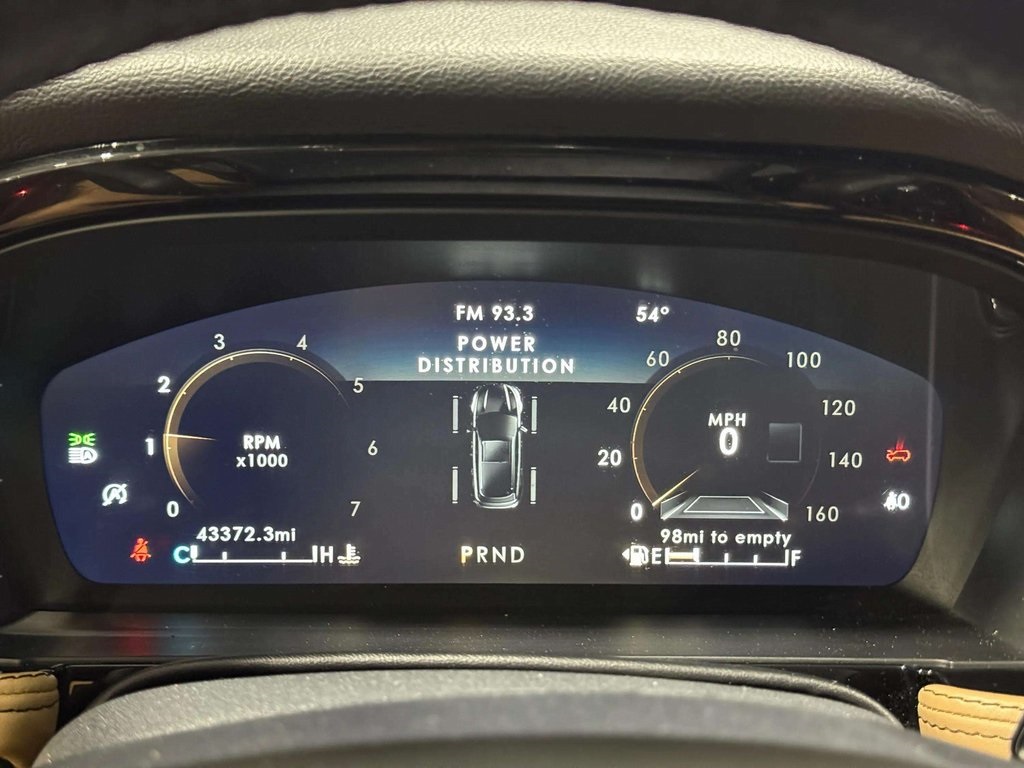 FM 93.3
54°
POWER
DISTRIBUTION
0
1
2
3
4
5
6
7
RPM
x1000
0
20
40
60
80
100
120
140
160
MPH
0
A
A
43372.3mi
C H
PRND
98mi to empty
E F